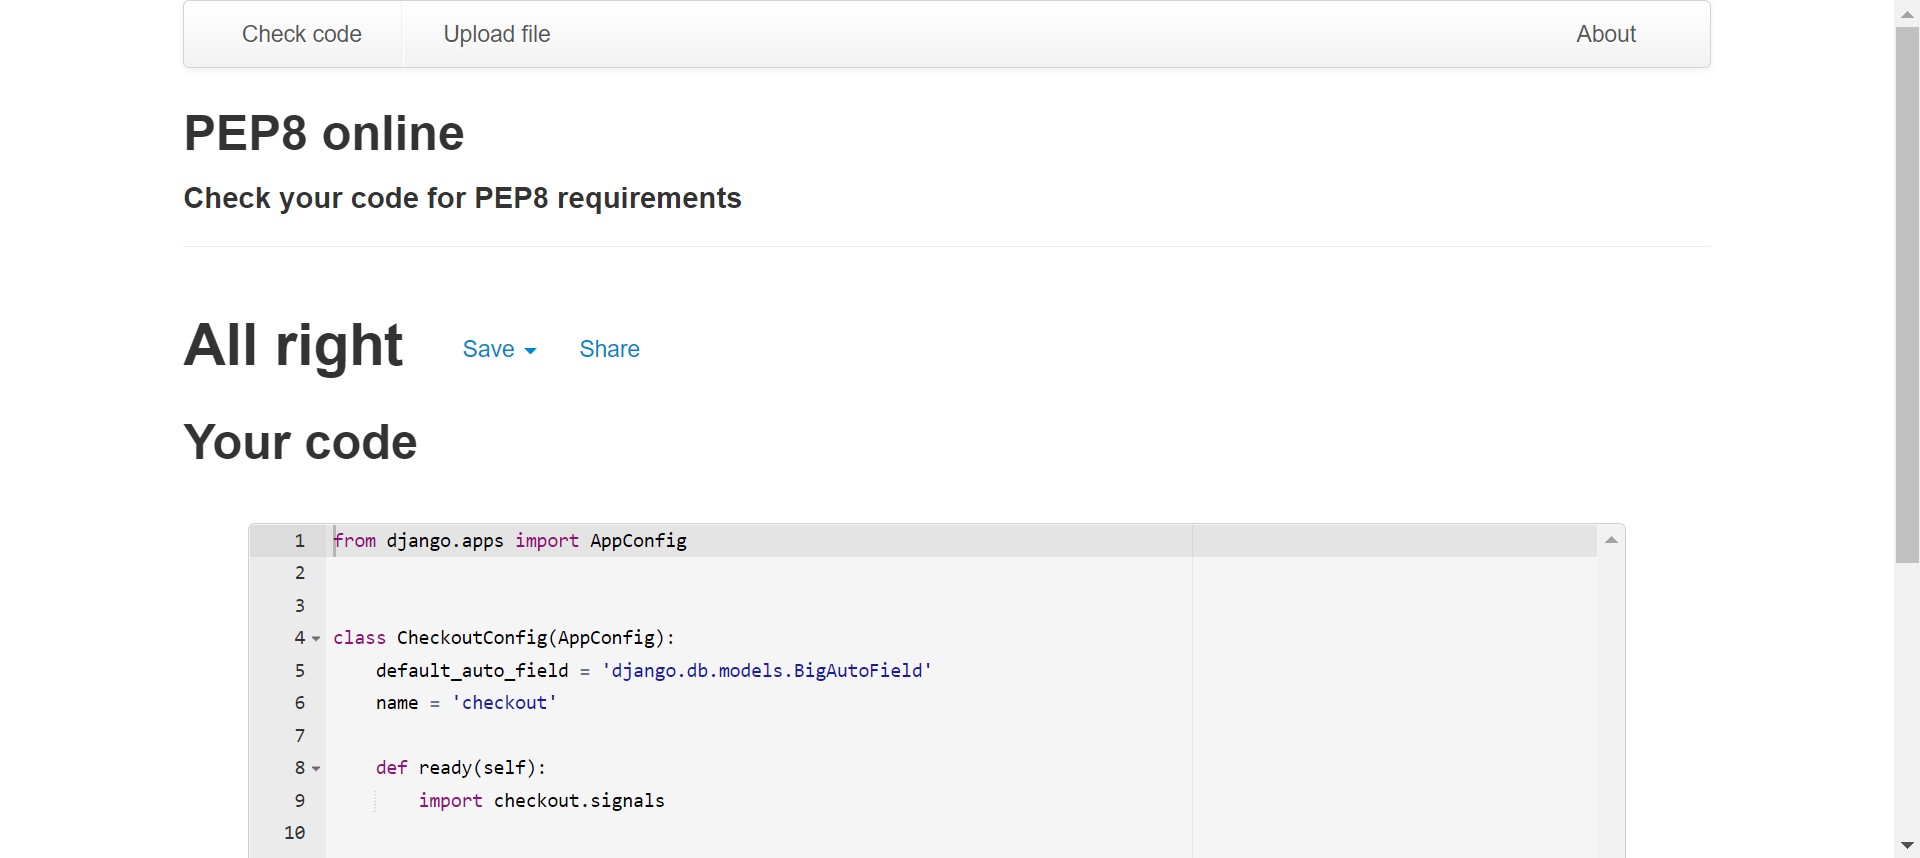 Check code Upload file About
PEP8 online
Check your code for PEP8 requirements
All right Save Share
Your code
1 from django.apps import AppConfig
2
3
4 class CheckoutConfig(AppConfig):
5     default_auto_field = 'django.db.models.BigAutoField'
6     name = 'checkout'
7
8     def ready(self):
9         import checkout.signals
10